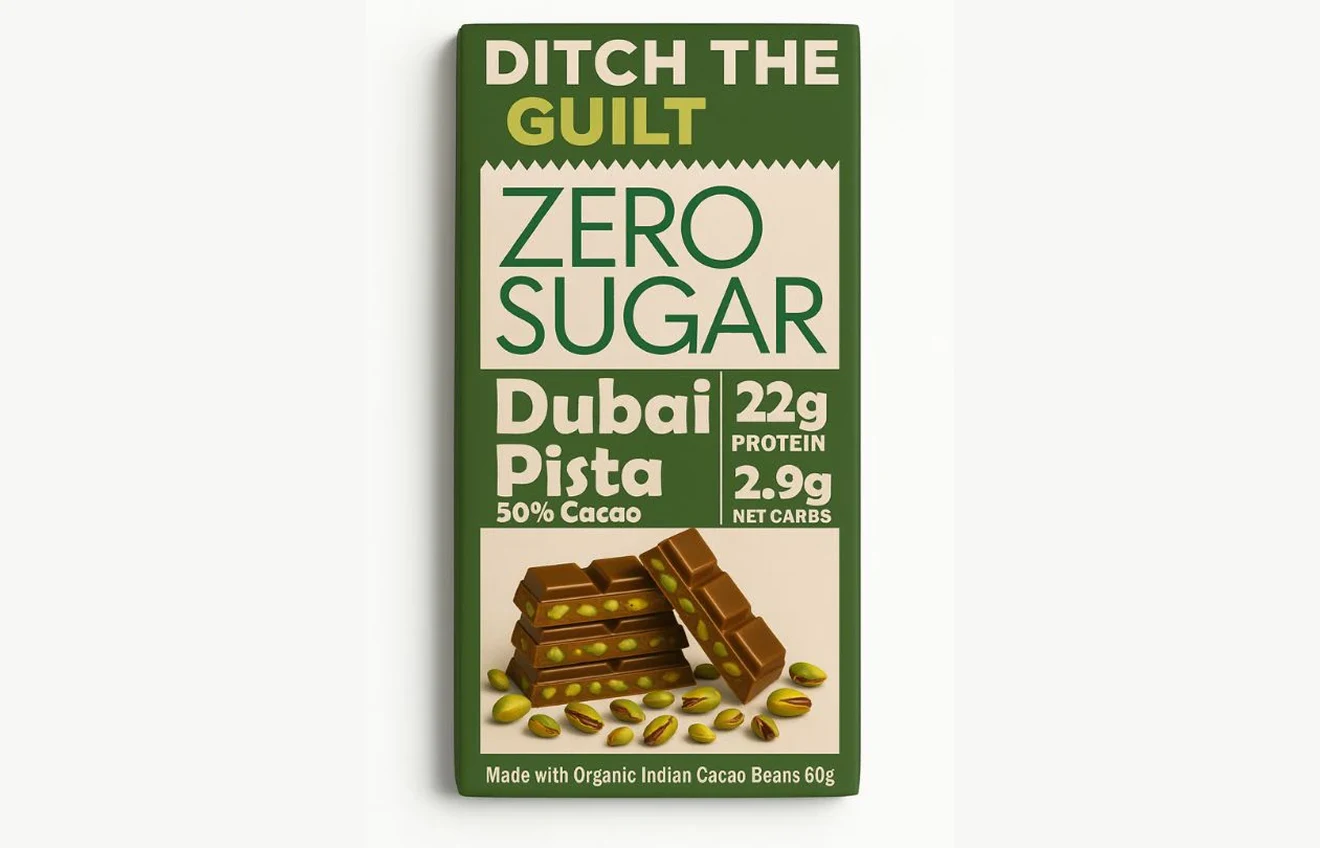 DITCH THE
GUILT
ZERO
SUGAR
Dubai
Pista
50% Cacao
22g
PROTEIN
2.9g
NET CARBS
Made with Organic Indian Cacao Beans 60g